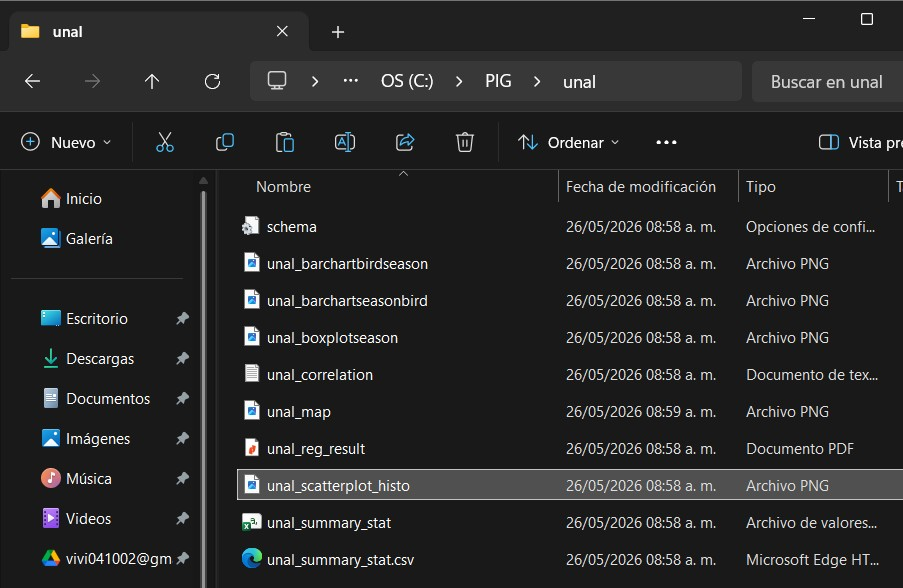 unal
OS (C:) PIG unal
Buscar en unal
Nuevo
Ordenar
Vista pre
Inicio
Galería
Escritorio
Descargas
Documentos
Imágenes
Música
Videos
vivi041002@gm
Nombre Fecha de modificación Tipo T
schema 26/05/2026 08:58 a. m. Opciones de confi...
unal_barchartbirdseason 26/05/2026 08:58 a. m. Archivo PNG
unal_barchartseasonbird 26/05/2026 08:58 a. m. Archivo PNG
unal_boxplotseason 26/05/2026 08:58 a. m. Archivo PNG
unal_correlation 26/05/2026 08:58 a. m. Documento de tex...
unal_map 26/05/2026 08:59 a. m. Archivo PNG
unal_reg_result 26/05/2026 08:58 a. m. Documento PDF
unal_scatterplot_histo 26/05/2026 08:58 a. m. Archivo PNG
unal_summary_stat 26/05/2026 08:58 a. m. Archivo de valores...
unal_summary_stat.csv 26/05/2026 08:58 a. m. Microsoft Edge HT...